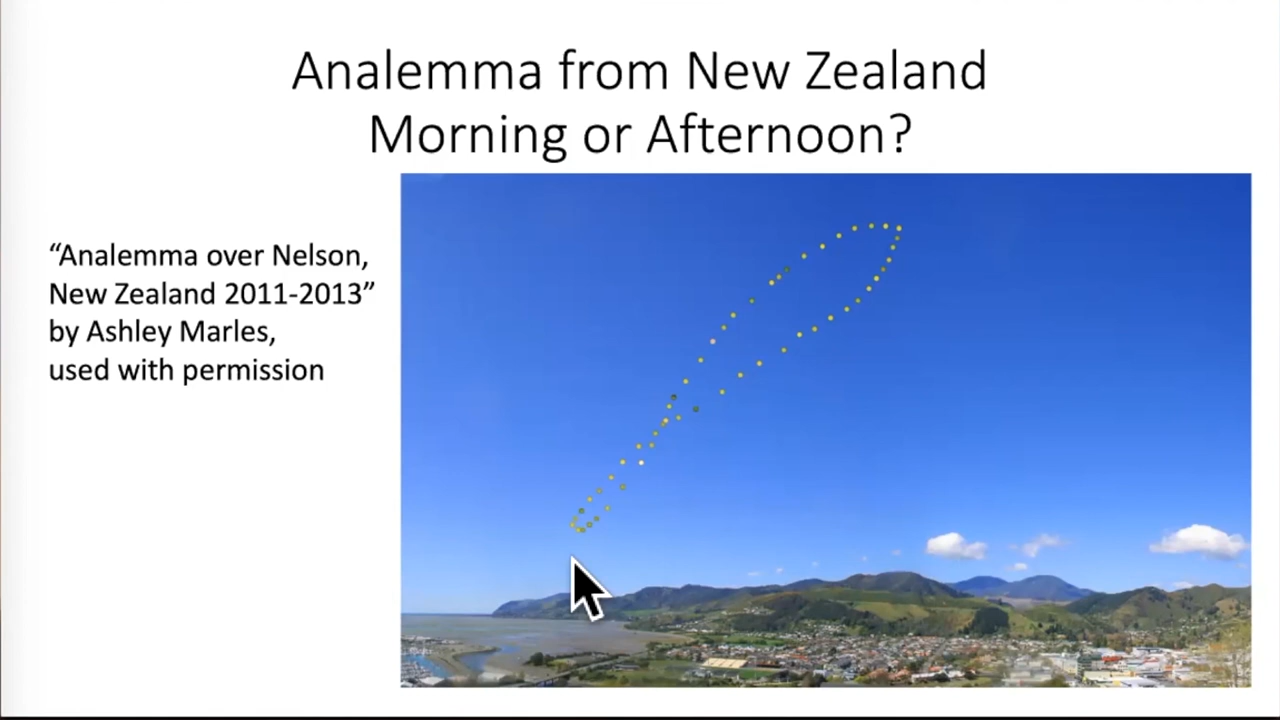 Analemma from New Zealand
Morning or Afternoon?
“Analemma over Nelson,
New Zealand 2011-2013”
by Ashley Marles,
used with permission